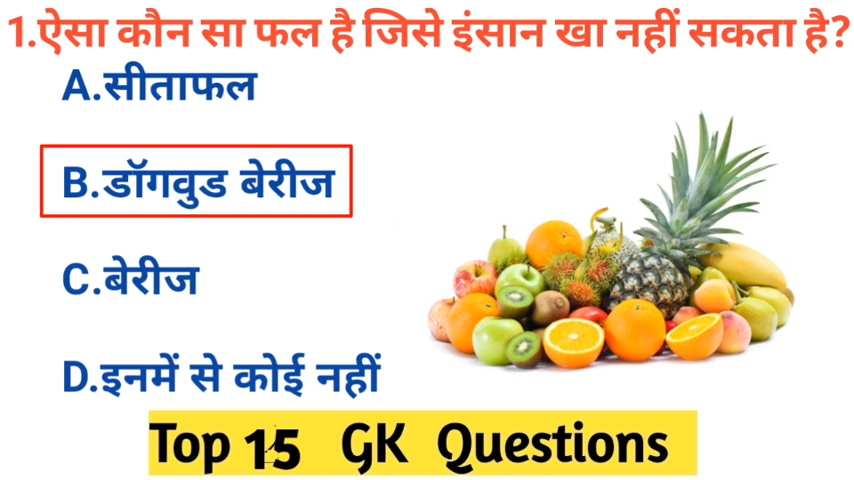 1.ऐसा कौन सा फल है जिसे इंसान खा नहीं सकता है?
A.सीताफल
B.डॉगवुड बेरीज
C.बेरीज
D.इनमें से कोई नहीं
Top 15 GK Questions